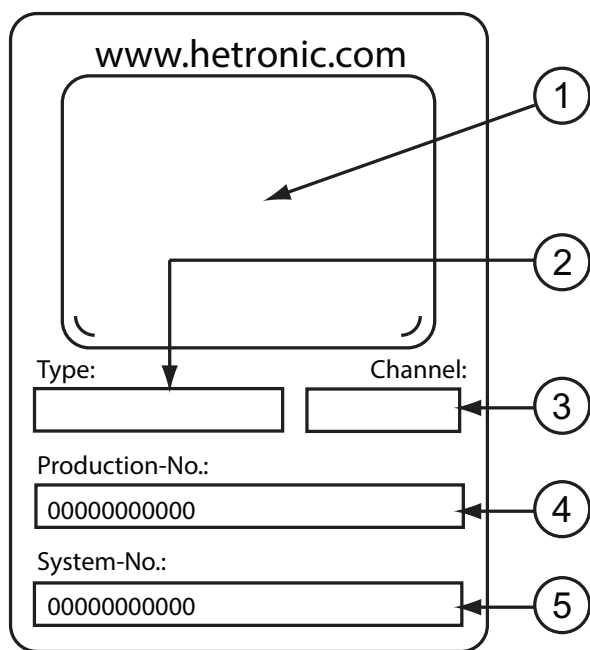 www.hetronic.com
1
2
Type:
Channel:
3
Production-No.:
00000000000
4
System-No.:
00000000000
5